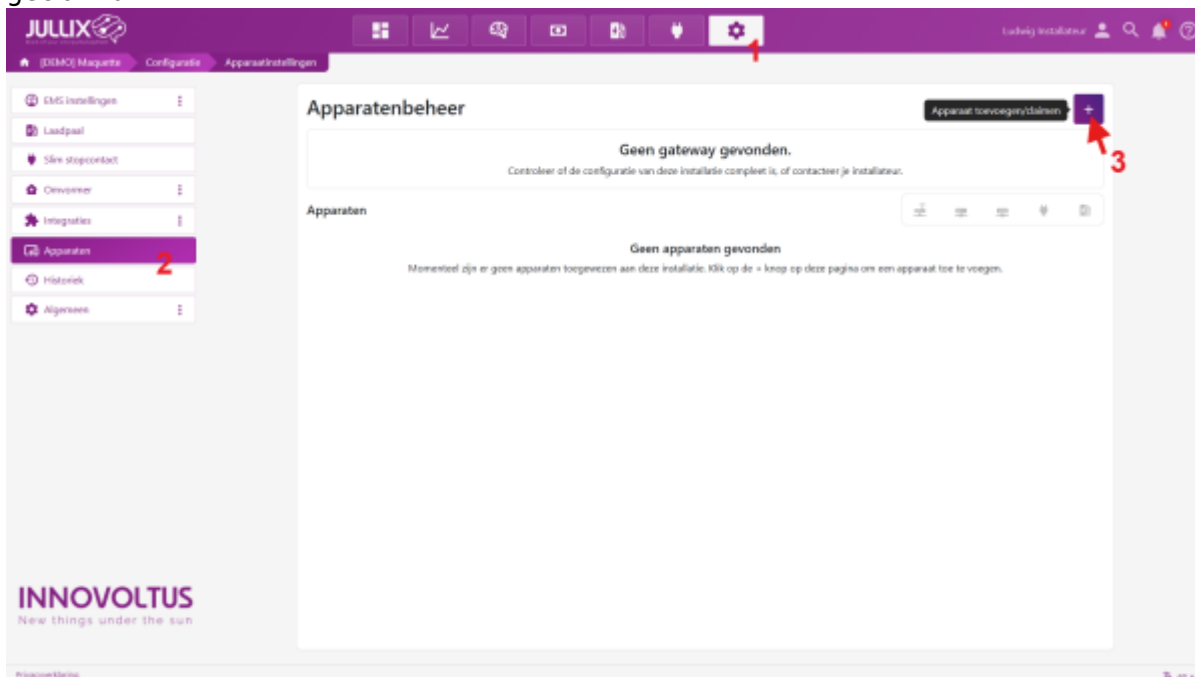 JULLIX
Ludwig Installateur
1
[DEMO] Maquette
Configuratie
Apparaatinstellingen
EMS instellingen
Laadpaal
Slim stopcontact
Omvormer
Integraties
Apparaten
2
Historiek
Algemeen
Apparatenbeheer
Apparaat toevoegen/claimen
+
3
Geen gateway gevonden.
Controleer of de configuratie van deze installatie compleet is, of contacteer je installateur.
Apparaten
Geen apparaten gevonden
Momenteel zijn er geen apparaten toegewezen aan deze installatie. Klik op de + knop op deze pagina om een apparaat toe te voegen.
INNOVOLTUS
New things under the sun
Privacyverklaring